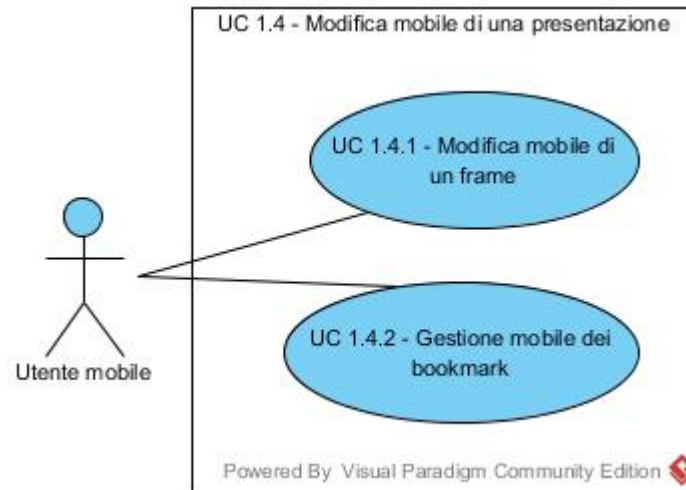 UC 1.4 - Modifica mobile di una presentazione
UC 1.4.1 - Modifica mobile di
un frame
Utente mobile
UC 1.4.2 - Gestione mobile dei
bookmark
Powered By Visual Paradigm Community Edition